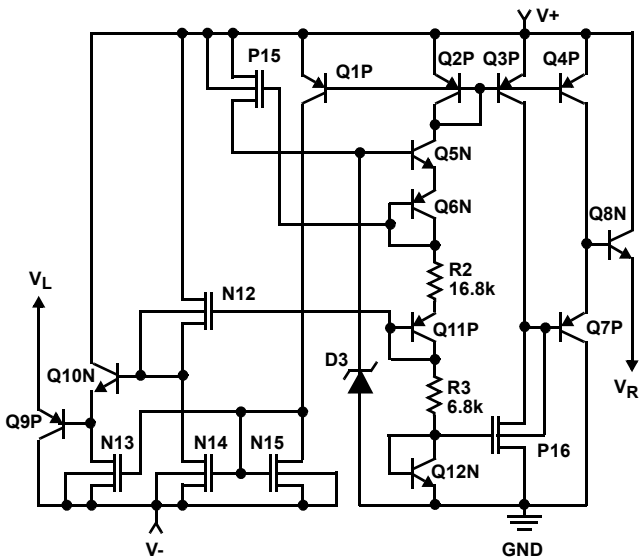 V+
P15
Q1P
Q2P
Q3P
Q4P
Q5N
Q6N
Q8N
R2
16.8k
VL
N12
Q11P
Q7P
D3
R3
6.8k
VR
Q10N
Q9P
N13
N14
N15
P16
Q12N
V-
GND